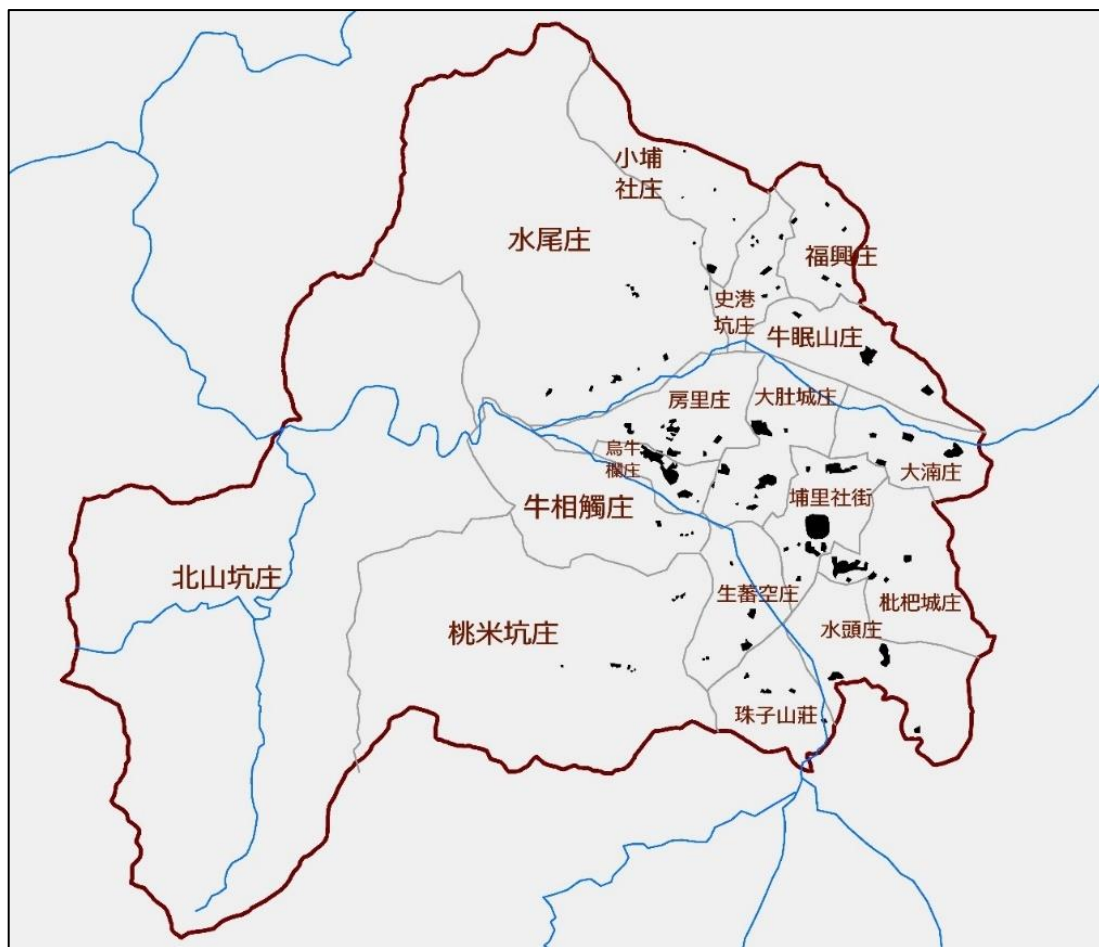 小埔
社庄
水尾庄
福興庄
史港
坑庄
牛眠山庄
房里庄
大肚城庄
烏牛
欄庄
大湳庄
埔里社街
牛相觸庄
北山坑庄
生蕃空庄
枇杷城庄
桃米坑庄
水頭庄
珠子山莊